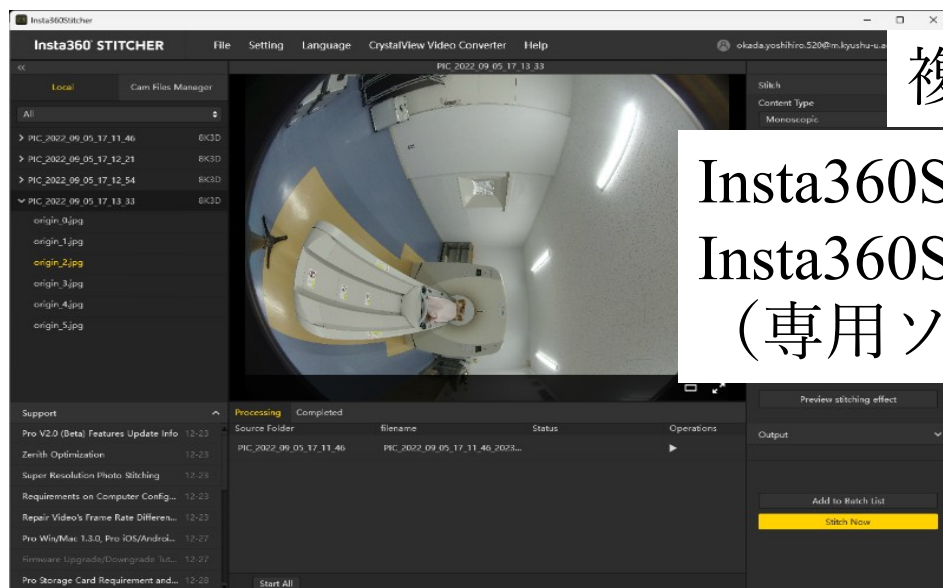 Insta360Stitcher
Insta360 STITCHER File Setting Language CrystalView Video Converter Help okada.yoshihiro.520@m.kyushu-u.a
PIC_2022_09_05_17_13_33
Local Cam Files Manager
All
PIC_2022_09_05_17_11_46 8K3D
PIC_2022_09_05_17_12_21 8K3D
PIC_2022_09_05_17_12_54 8K3D
PIC_2022_09_05_17_13_33 8K3D
origin_0.jpg
origin_1.jpg
origin_2.jpg
origin_3.jpg
origin_4.jpg
origin_5.jpg
Stitch
Content Type
Monoscopic
複
Insta360S
Insta360S
（専用ソ
Preview stitching effect
Output
Add to Batch List
Stitch Now
Support
Pro V2.0 (Beta) Features Update Info 12-23
Zenith Optimization 12-23
Super Resolution Photo Stitching 12-23
Requirements on Computer Config... 12-23
Repair Video's Frame Rate Differen... 12-23
Pro Win/Mac 1.3.0, Pro iOS/Androi... 12-27
Firmware Upgrade/Downgrade Tut... 12-27
Pro Storage Card Requirement and... 12-28
Processing Completed
Source Folder filename Status Operations
PIC_2022_09_05_17_11_46 PIC_2022_09_05_17_11_46_2023...
Start All